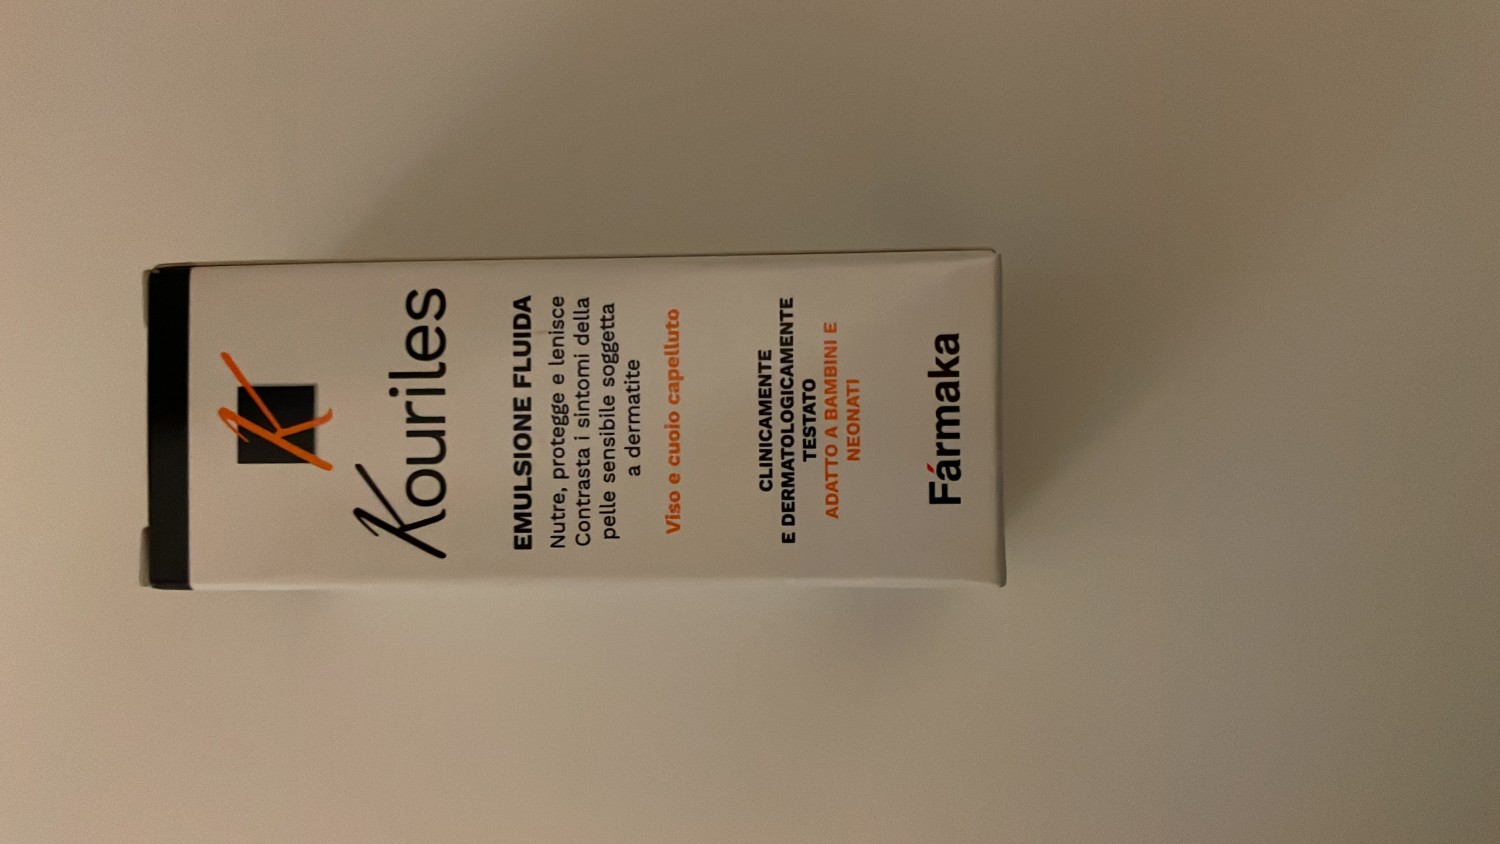 K
Kouriles
EMULSIONE FLUIDA
Nutre, protegge e lenisce
Contrasta i sintomi della
pelle sensibile soggetta
a dermatite
Viso e cuoio capelluto
CLINICAMENTE
E DERMATOLOGICAMENTE
TESTATO
ADATTO A BAMBINI E
NEONATI
Fármaka